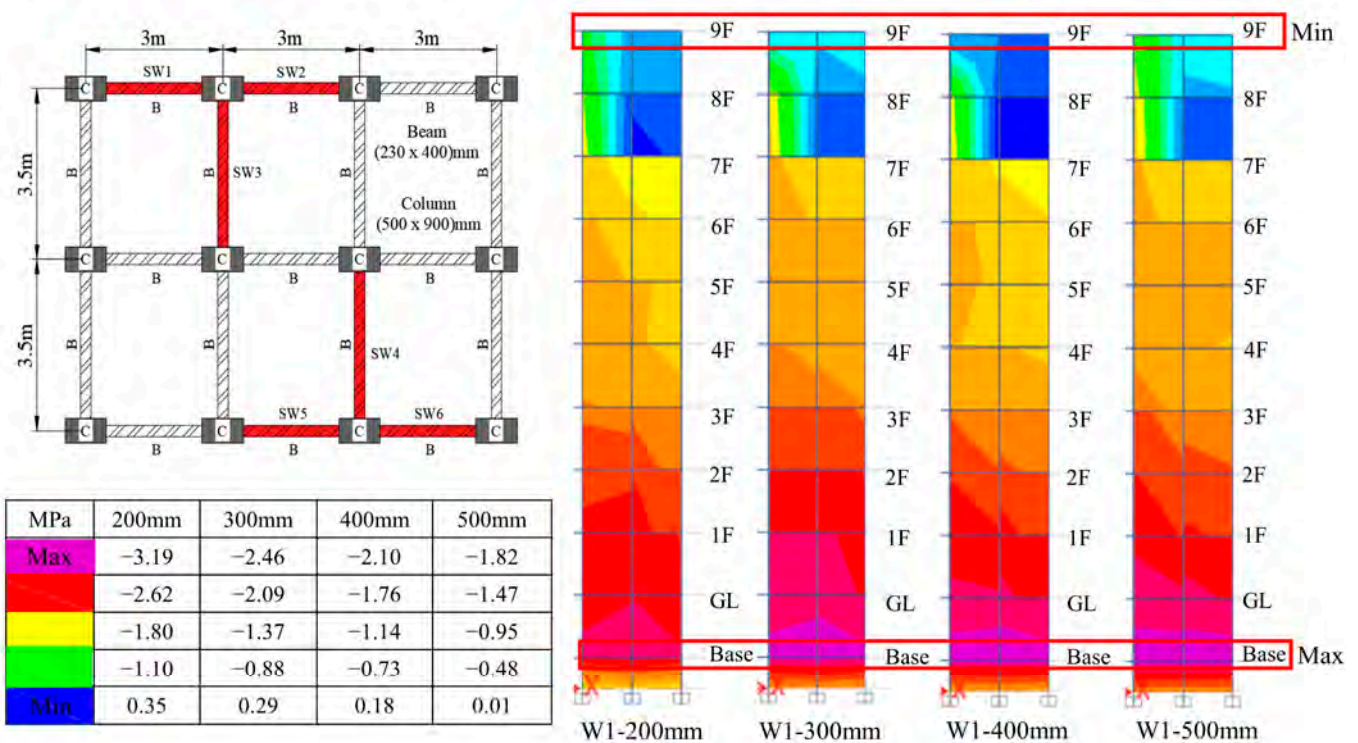 3m 3m 3m
SW1 SW2
C C C C
B B B
Beam
(230 x 400)mm
3.5m B B SW3 B B
Column
(500 x 900)mm
C C C C
B B B
3.5m B B B SW4 B
SW5 SW6
C C C C
B B B
MPa 200mm 300mm 400mm 500mm
Max −3.19 −2.46 −2.10 −1.82
−2.62 −2.09 −1.76 −1.47
−1.80 −1.37 −1.14 −0.95
−1.10 −0.88 −0.73 −0.48
Min 0.35 0.29 0.18 0.01
9F 9F 9F 9F Min
8F 8F 8F 8F
7F 7F 7F 7F
6F 6F 6F 6F
5F 5F 5F 5F
4F 4F 4F 4F
3F 3F 3F 3F
2F 2F 2F 2F
1F 1F 1F 1F
GL GL GL GL
Base Base Base Base Max
X X X X
W1-200mm W1-300mm W1-400mm W1-500mm